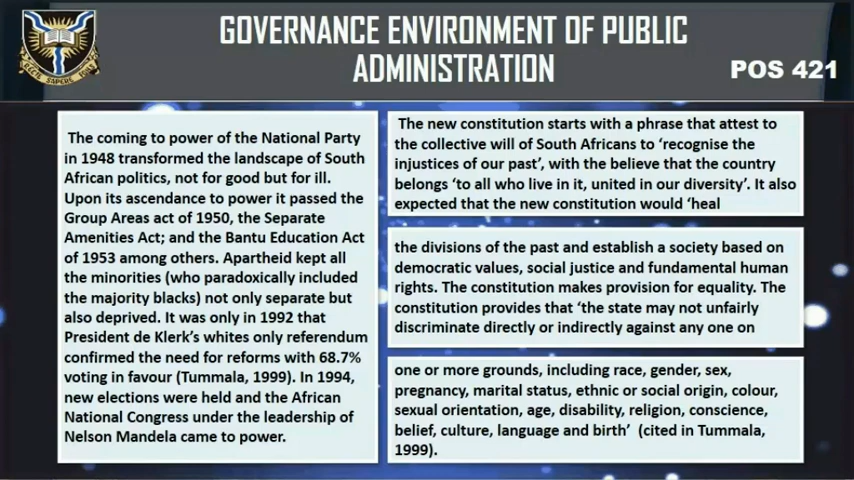 GOVERNANCE ENVIRONMENT OF PUBLIC
ADMINISTRATION
POS 421
The coming to power of the National Party
in 1948 transformed the landscape of South
African politics, not for good but for ill.
Upon its ascendance to power it passed the
Group Areas act of 1950, the Separate
Amenities Act; and the Bantu Education Act
of 1953 among others. Apartheid kept all
the minorities (who paradoxically included
the majority blacks) not only separate but
also deprived. It was only in 1992 that
President de Klerk's whites only referendum
confirmed the need for reforms with 68.7%
voting in favour (Tummala, 1999). In 1994,
new elections were held and the African
National Congress under the leadership of
Nelson Mandela came to power.
The new constitution starts with a phrase that attest to
the collective will of South Africans to 'recognise the
injustices of our past', with the believe that the country
belongs 'to all who live in it, united in our diversity'. It also
expected that the new constitution would 'heal
the divisions of the past and establish a society based on
democratic values, social justice and fundamental human
rights. The constitution makes provision for equality. The
constitution provides that 'the state may not unfairly
discriminate directly or indirectly against any one on
one or more grounds, including race, gender, sex,
pregnancy, marital status, ethnic or social origin, colour,
sexual orientation, age, disability, religion, conscience,
belief, culture, language and birth' (cited in Tummala,
1999).